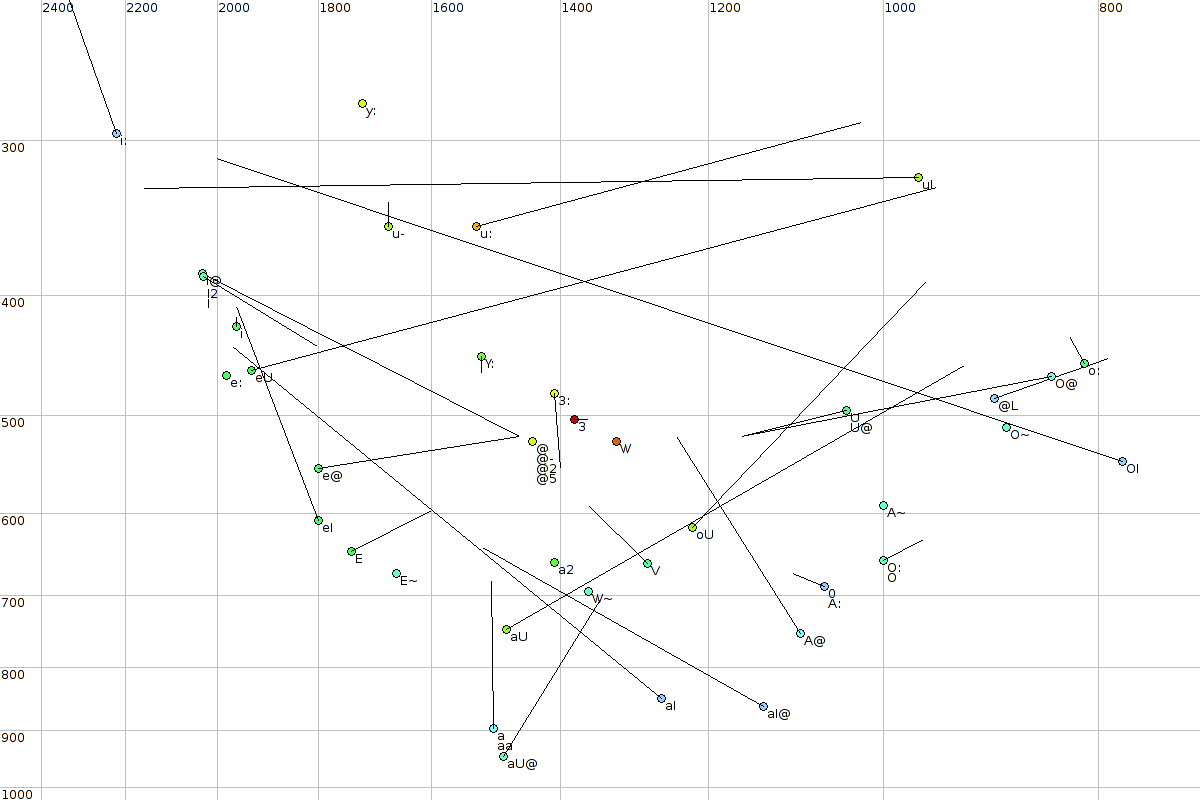 2400 2200 2000 1800 1600 1400 1200 1000 800
y:
i:
300
uI
u-
u:
i@
I2
I
400
i
Y:
e:
eU
o:
O@
3:
@L
500
3
U
U@
O~
@
@-
@2
@5
W
e@
OI
A~
eI
oU
600
E
a2
V
O:
O
E~
W~
0
A:
700
aU
A@
800
aI
aI@
900
a
aa
aU@
1000